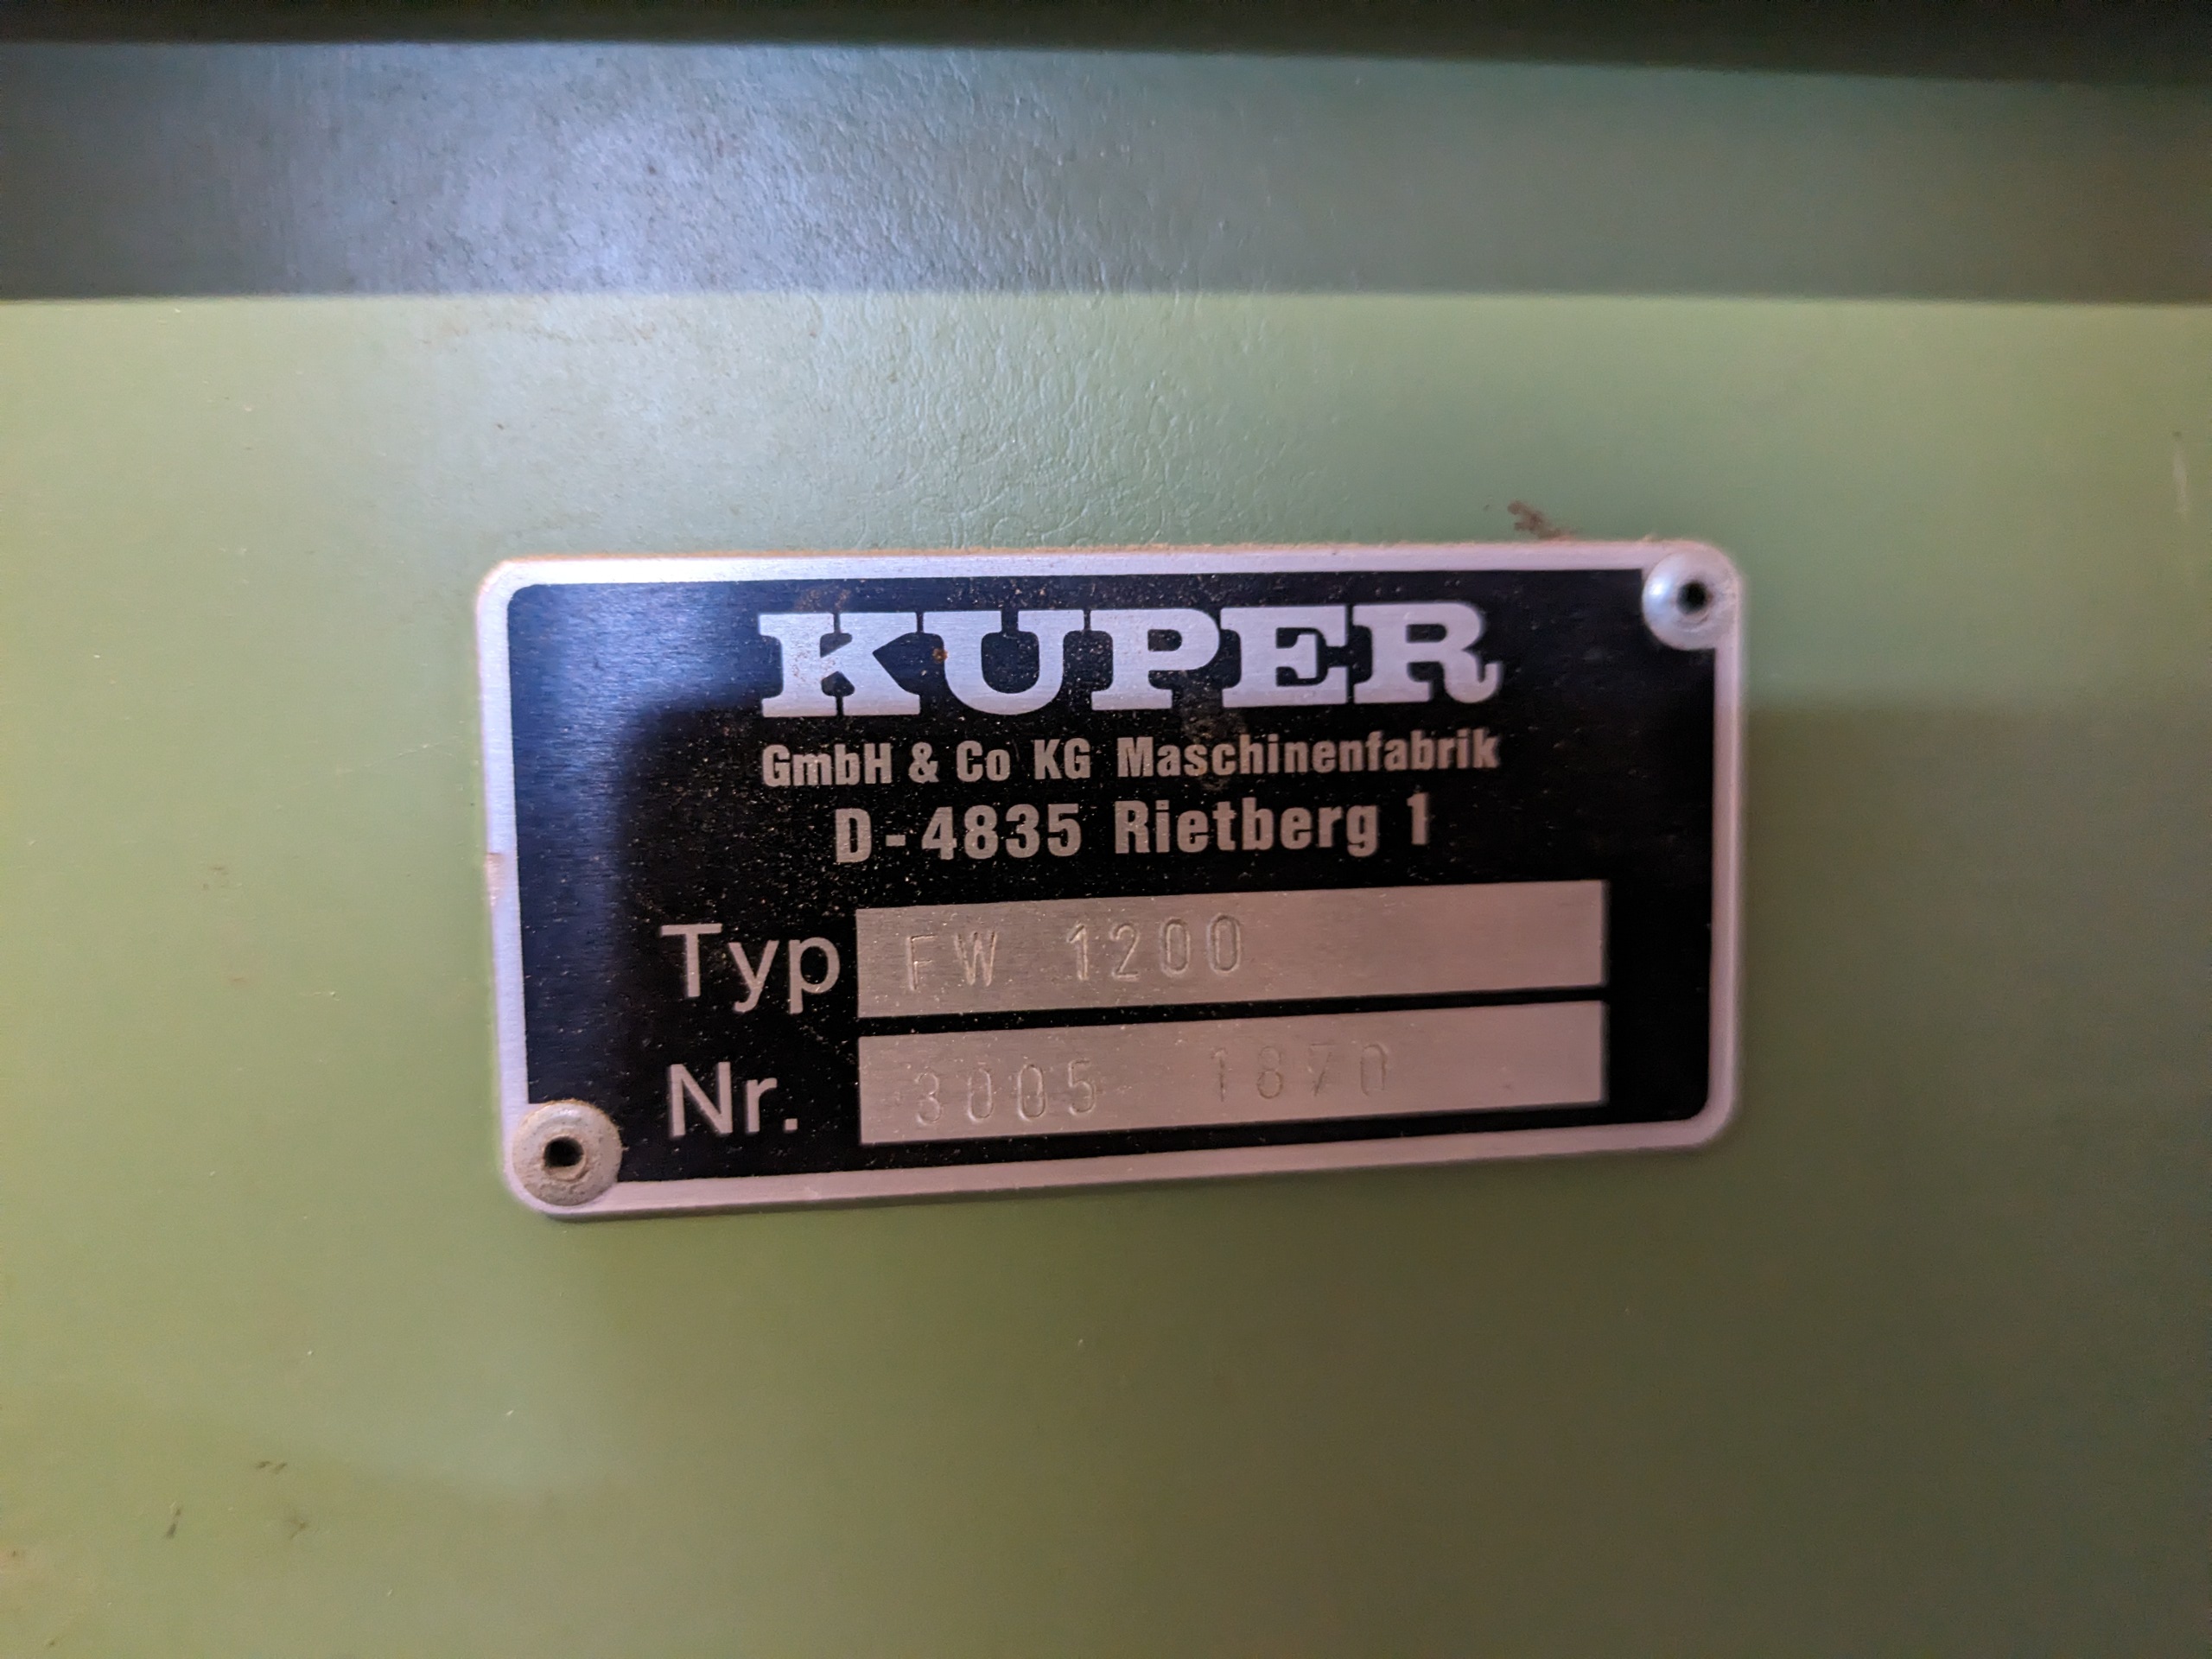 KUPER
GmbH & Co KG Maschinenfabrik
D-4835 Rietberg 1
Typ FW 1200
Nr. 3005 1870